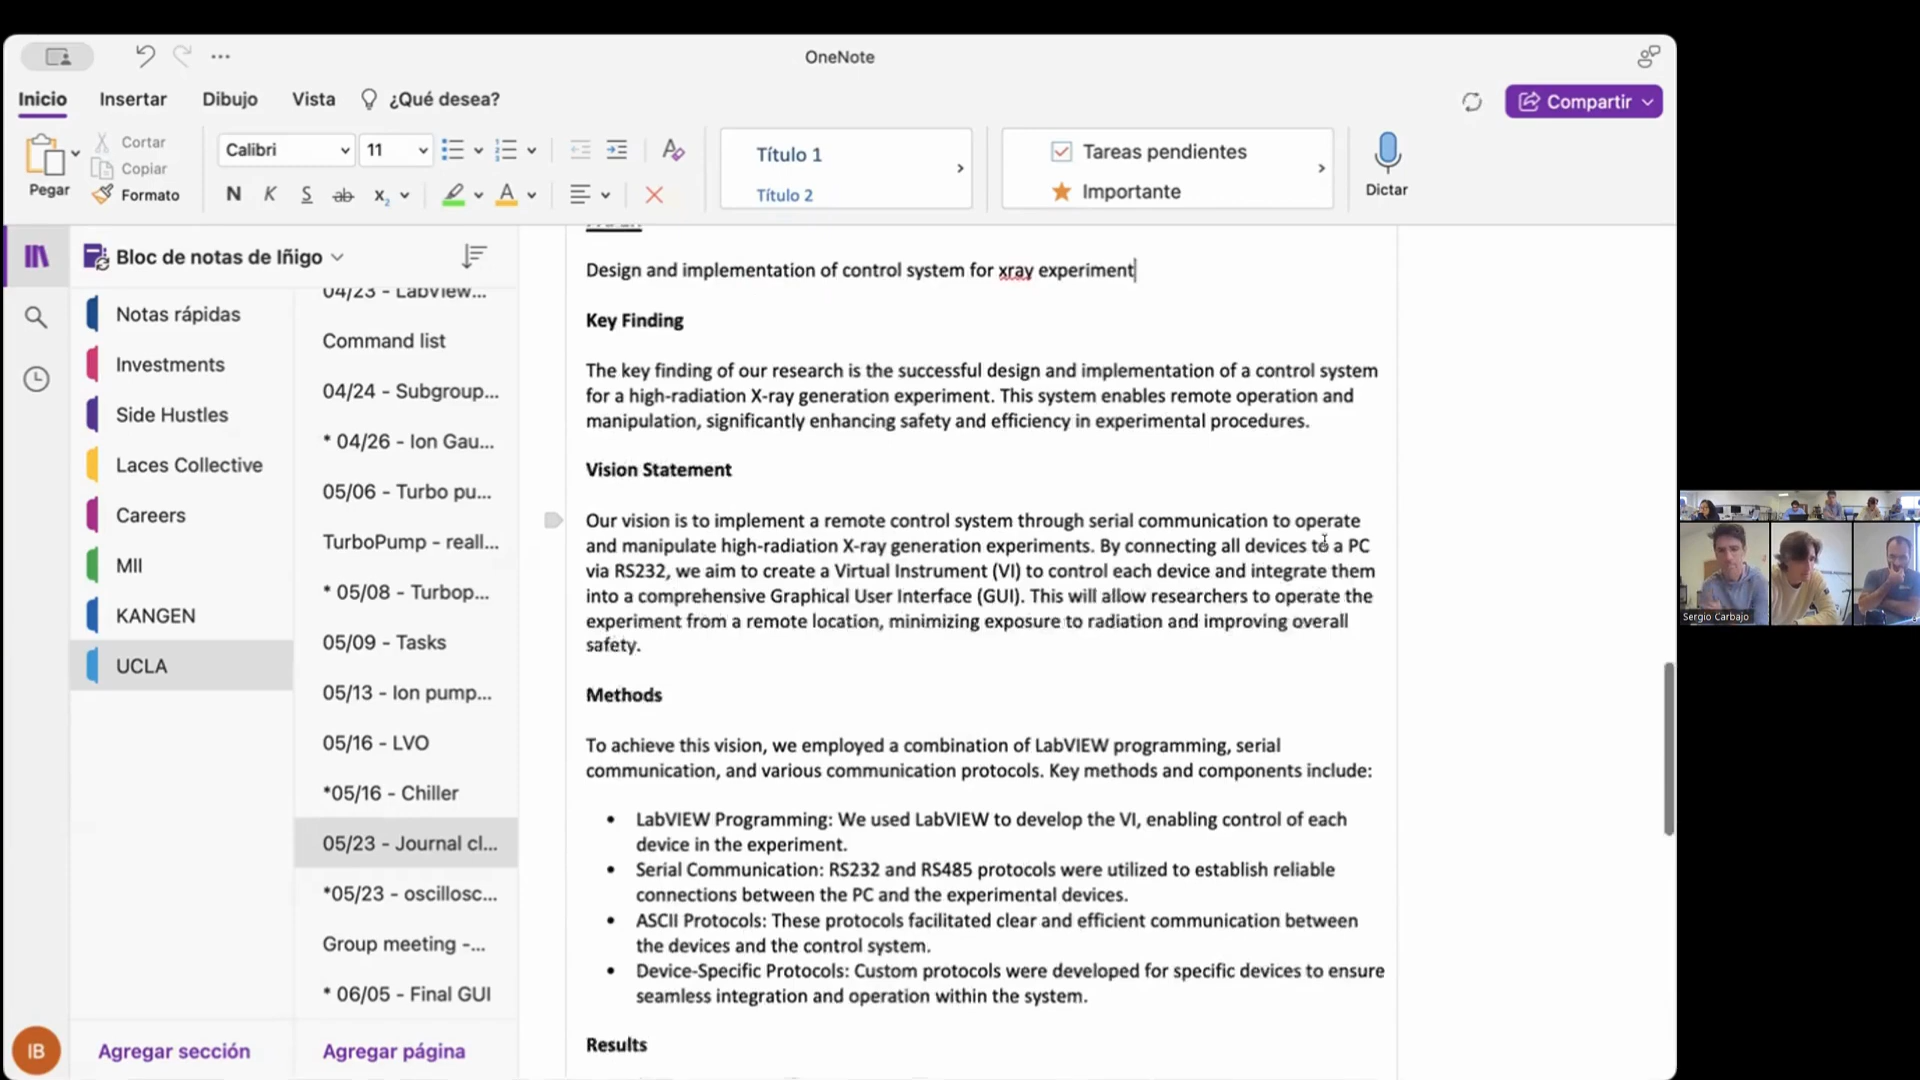 OneNote
Inicio
Insertar
Dibujo
Vista
¿Qué desea?
Compartir
Pegar
Cortar
Copiar
Formato
Calibri
11
N K S ab x₂ A
Título 1
Título 2
Tareas pendientes
Importante
Dictar
Bloc de notas de Iñigo
Notas rápidas
Investments
Side Hustles
Laces Collective
Careers
MII
KANGEN
UCLA
Agregar sección
IB
04/23 - LabView...
Command list
04/24 - Subgroup...
* 04/26 - Ion Gau...
05/06 - Turbo pu...
TurboPump - reall...
* 05/08 - Turbop...
05/09 - Tasks
05/13 - Ion pump...
05/16 - LVO
*05/16 - Chiller
05/23 - Journal cl...
*05/23 - oscillosc...
Group meeting -...
* 06/05 - Final GUI
Agregar página
Design and implementation of control system for xray experiment
Key Finding
The key finding of our research is the successful design and implementation of a control system
for a high-radiation X-ray generation experiment. This system enables remote operation and
manipulation, significantly enhancing safety and efficiency in experimental procedures.
Vision Statement
Our vision is to implement a remote control system through serial communication to operate
and manipulate high-radiation X-ray generation experiments. By connecting all devices to a PC
via RS232, we aim to create a Virtual Instrument (VI) to control each device and integrate them
into a comprehensive Graphical User Interface (GUI). This will allow researchers to operate the
experiment from a remote location, minimizing exposure to radiation and improving overall
safety.
Methods
To achieve this vision, we employed a combination of LabVIEW programming, serial
communication, and various communication protocols. Key methods and components include:
• LabVIEW Programming: We used LabVIEW to develop the VI, enabling control of each
device in the experiment.
• Serial Communication: RS232 and RS485 protocols were utilized to establish reliable
connections between the PC and the experimental devices.
• ASCII Protocols: These protocols facilitated clear and efficient communication between
the devices and the control system.
• Device-Specific Protocols: Custom protocols were developed for specific devices to ensure
seamless integration and operation within the system.
Results
Sergio Carbajo